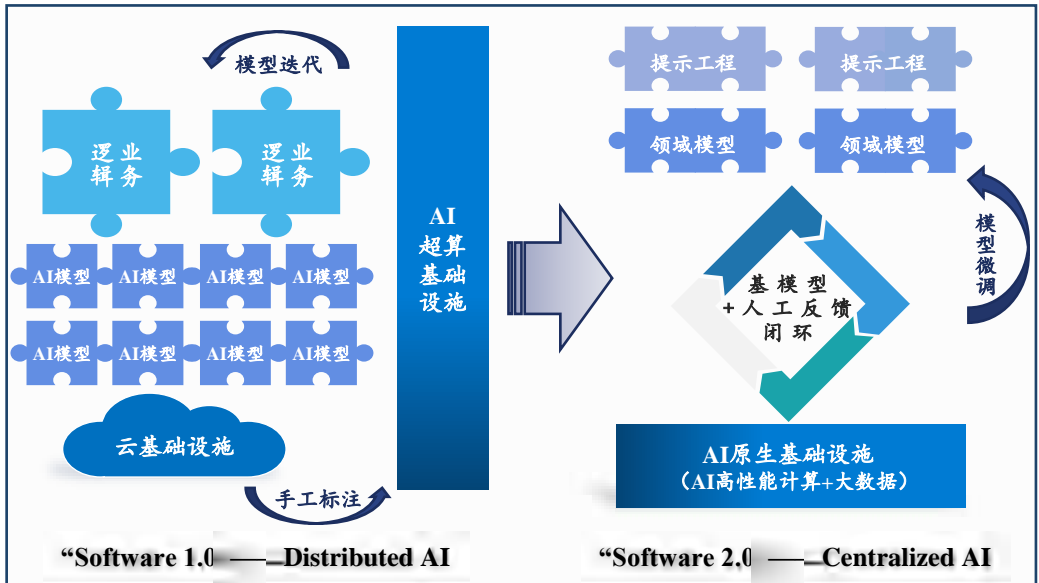 模型迭代
逻业 逻业
辑务 辑务
AI模型 AI模型 AI模型 AI模型
AI模型 AI模型 AI模型 AI模型
云基础设施
手工标注
AI
超算
基础
设施
“Software 1.0 —— Distributed AI
提示工程 提示工程
领域模型 领域模型
模型微调
基模型
+人工反馈
闭环
AI原生基础设施
（AI高性能计算+大数据）
“Software 2.0 —— Centralized AI